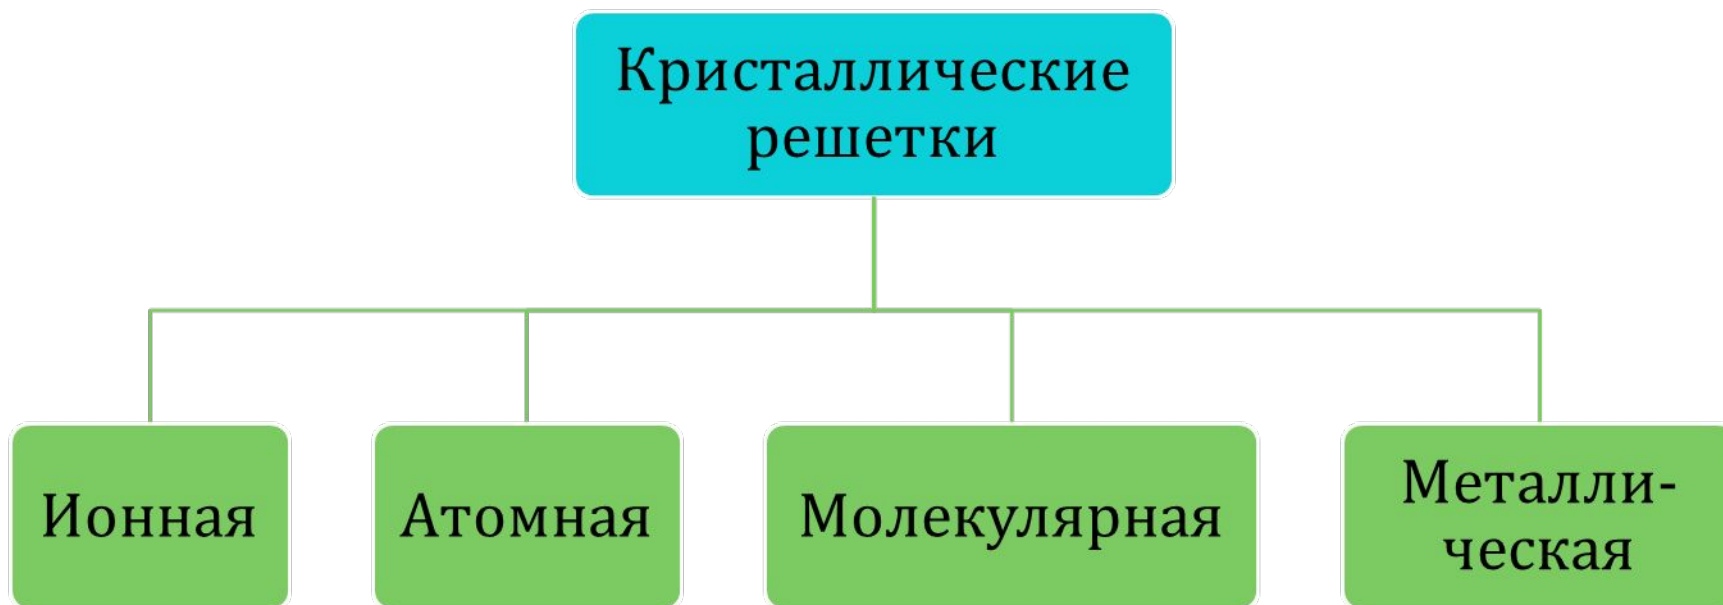 Кристаллические
решетки
Ионная
Атомная
Молекулярная
Металли-
ческая